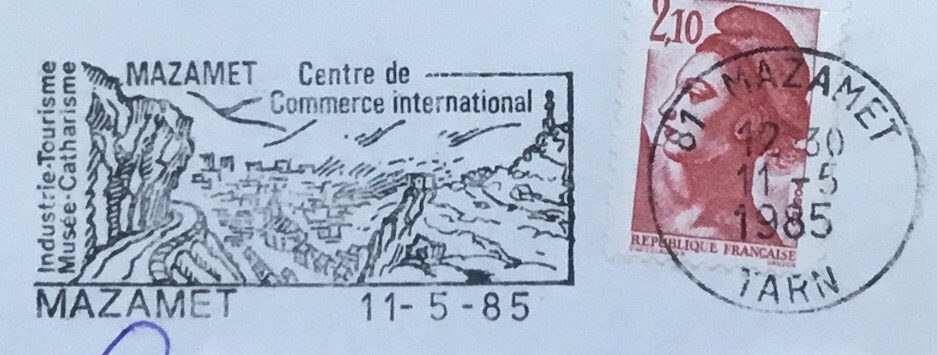 Industrie-Tourisme
Musée-Catharisme
MAZAMET Centre de
Commerce international
MAZAMET 11-5-85
2,10
REPUBLIQUE FRANCAISE
81 MAZAMET
12 30
11-5
1985
TARN